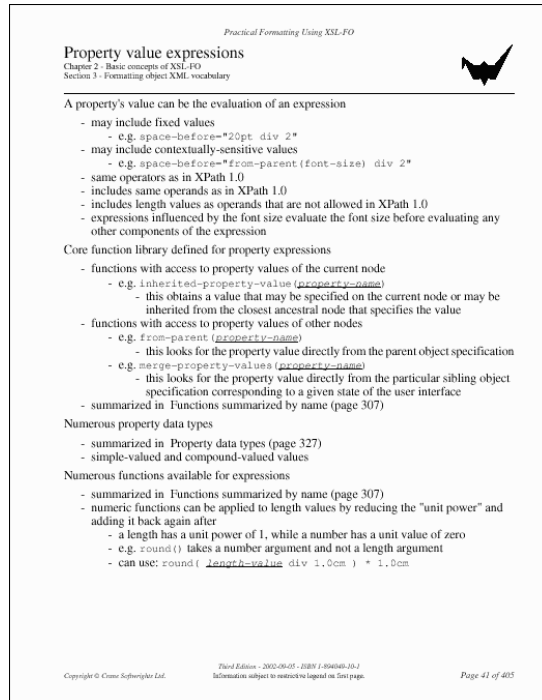 Practical Formatting Using XSL-FO
Property value expressions
Chapter 2 - Basic concepts of XSL-FO
Section 3 - Formatting object XML vocabulary
A property's value can be the evaluation of an expression
- may include fixed values
- e.g. space-before="20pt div 2"
- may include contextually-sensitive values
- e.g. space-before="from-parent(font-size) div 2"
- same operators as in XPath 1.0
- includes same operands as in XPath 1.0
- includes length values as operands that are not allowed in XPath 1.0
- expressions influenced by the font size evaluate the font size before evaluating any
other components of the expression
Core function library defined for property expressions
- functions with access to property values of the current node
- e.g. inherited-property-value(property-name)
- this obtains a value that may be specified on the current node or may be
inherited from the closest ancestral node that specifies the value
- functions with access to property values of other nodes
- e.g. from-parent(property-name)
- this looks for the property value directly from the parent object specification
- e.g. merge-property-values(property-name)
- this looks for the property value directly from the particular sibling object
specification corresponding to a given state of the user interface
- summarized in Functions summarized by name (page 307)
Numerous property data types
- summarized in Property data types (page 327)
- simple-valued and compound-valued values
Numerous functions available for expressions
- summarized in Functions summarized by name (page 307)
- numeric functions can be applied to length values by reducing the "unit power" and
adding it back again after
- a length has a unit power of 1, while a number has a unit value of zero
- e.g. round() takes a number argument and not a length argument
- can use: round( length-value div 1.0cm ) * 1.0cm
Third Edition - 2002-09-05 - ISBN 1-894049-10-1
Copyright © Crane Softwrights Ltd.
Information subject to restrictive legend on first page.
Page 41 of 405